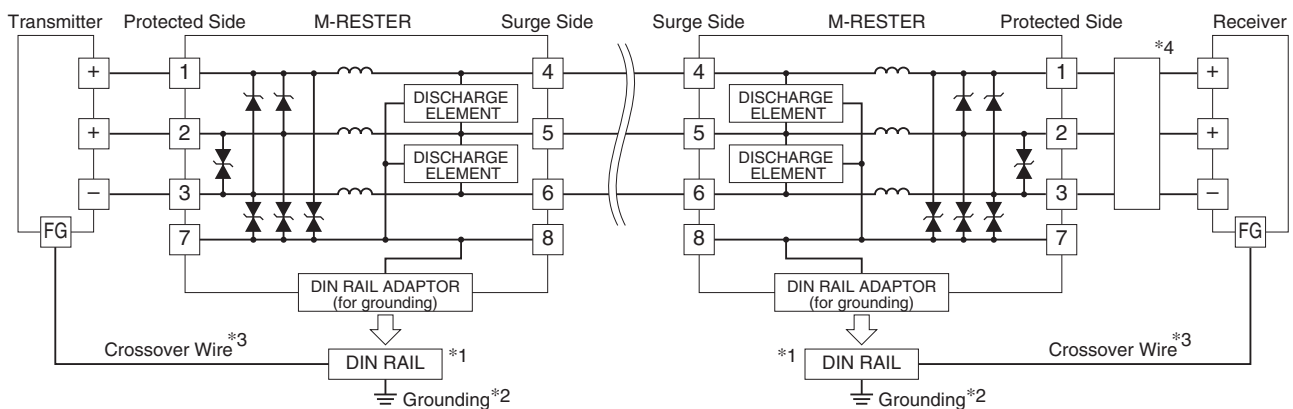 Transmitter Protected Side M-RESTER Surge Side Surge Side M-RESTER Protected Side Receiver
*4
+ 1 4 4 1 +
DISCHARGE ELEMENT DISCHARGE ELEMENT
+ 2 5 5 2 +
DISCHARGE ELEMENT DISCHARGE ELEMENT
− 3 6 6 3 −
FG 7 8 8 7 FG
DIN RAIL ADAPTOR DIN RAIL ADAPTOR
(for grounding) (for grounding)
Crossover Wire*3 DIN RAIL *1 *1 DIN RAIL Crossover Wire*3
Grounding*2 Grounding*2